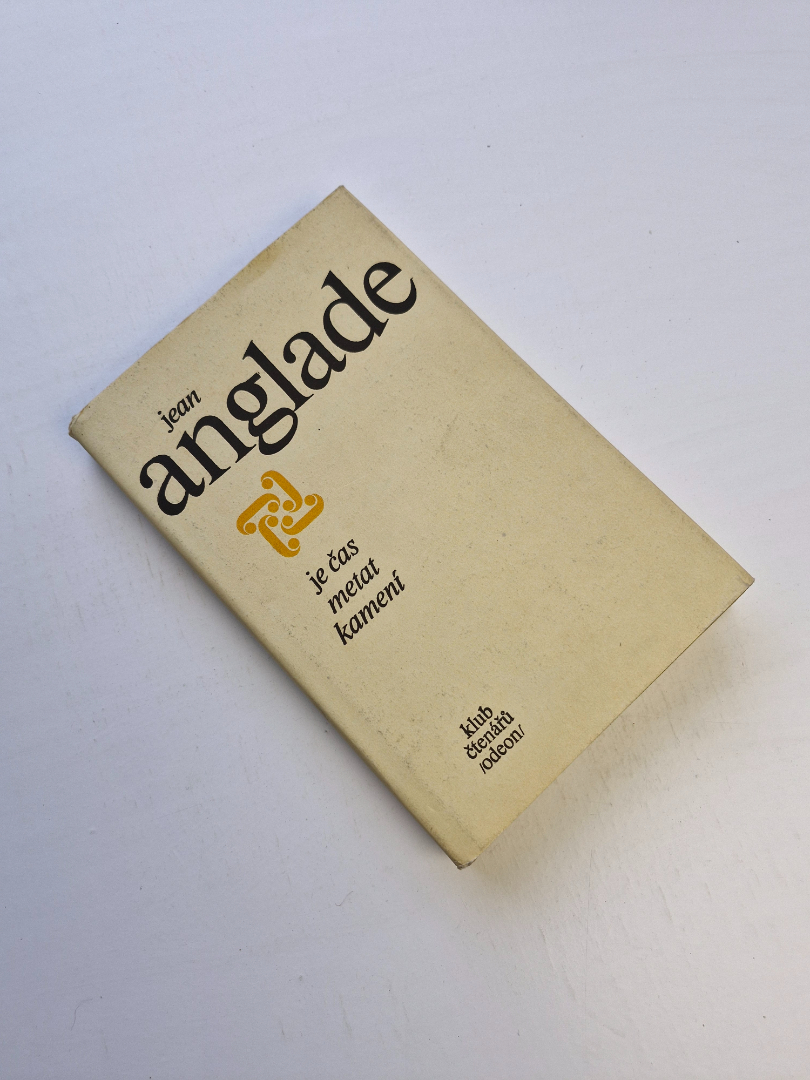 jean
anglade
je čas
metat
kamení
klub
čtenářů
/odeon/